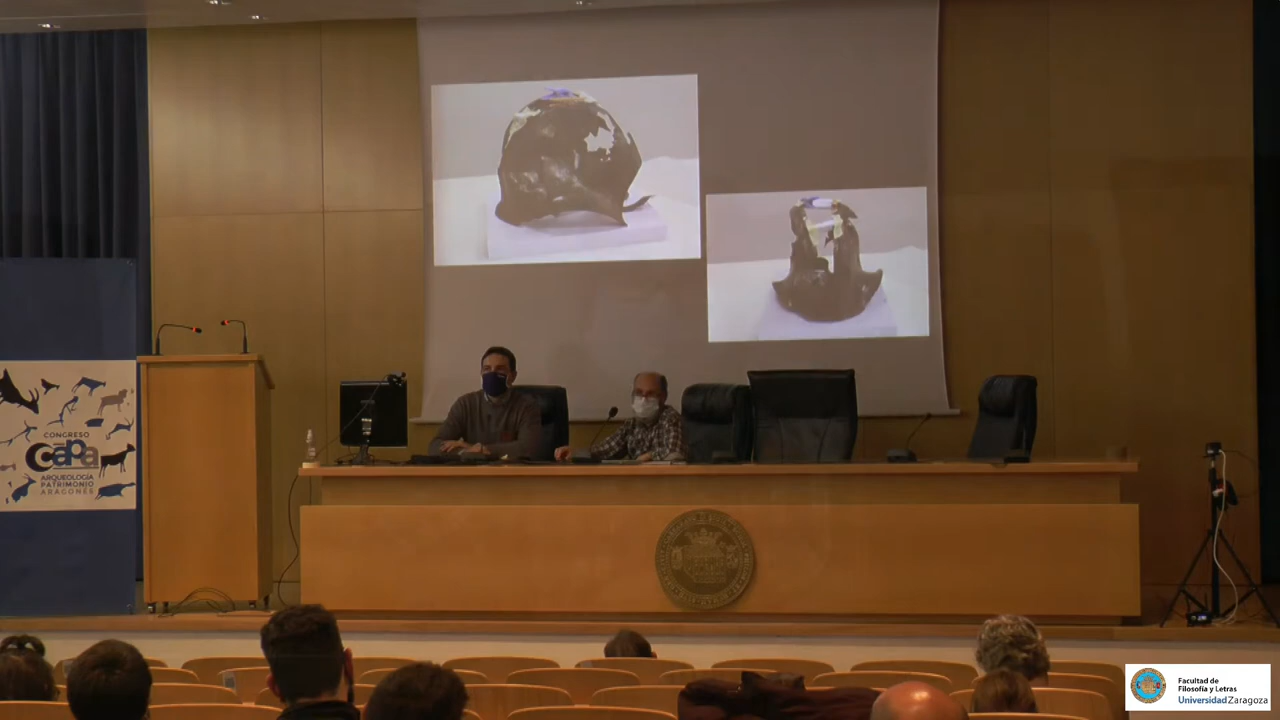 CONGRESO
CAPA
ARQUEOLOGÍA
PATRIMONIO
ARAGONÉS
Facultad de
Filosofía y Letras
Universidad Zaragoza